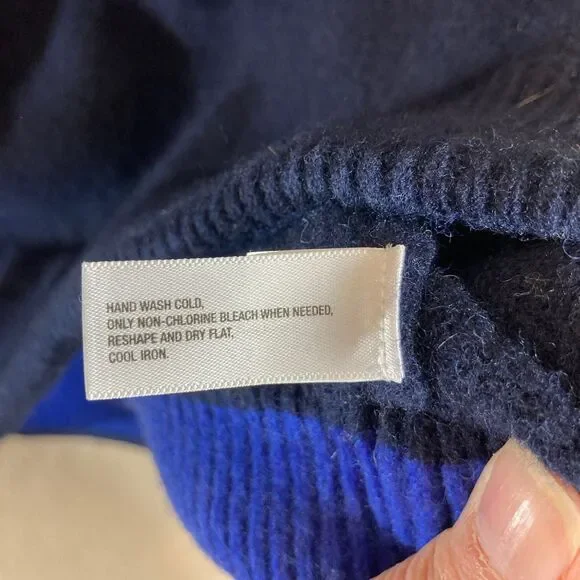 HAND WASH COLD,
ONLY NON-CHLORINE BLEACH WHEN NEEDED,
RESHAPE AND DRY FLAT,
COOL IRON.